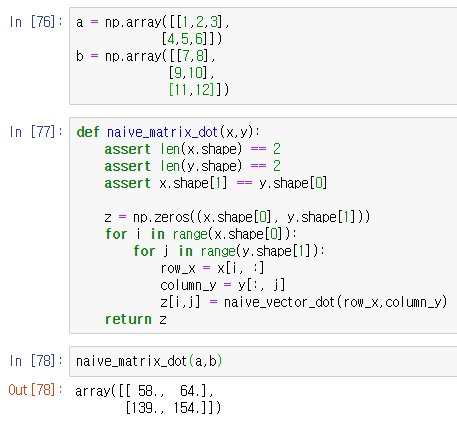 In [76]: a = np.array([[1,2,3],
[4,5,6]])
b = np.array([[7,8],
[9,10],
[11,12]])
In [77]: def naive_matrix_dot(x,y):
assert len(x.shape) == 2
assert len(y.shape) == 2
assert x.shape[1] == y.shape[0]
z = np.zeros((x.shape[0], y.shape[1]))
for i in range(x.shape[0]):
for j in range(y.shape[1]):
row_x = x[i, :]
column_y = y[:, j]
z[i,j] = naive_vector_dot(row_x,column_y)
return z
In [78]: naive_matrix_dot(a,b)
Out[78]: array([[ 58., 64.],
[139., 154.]])